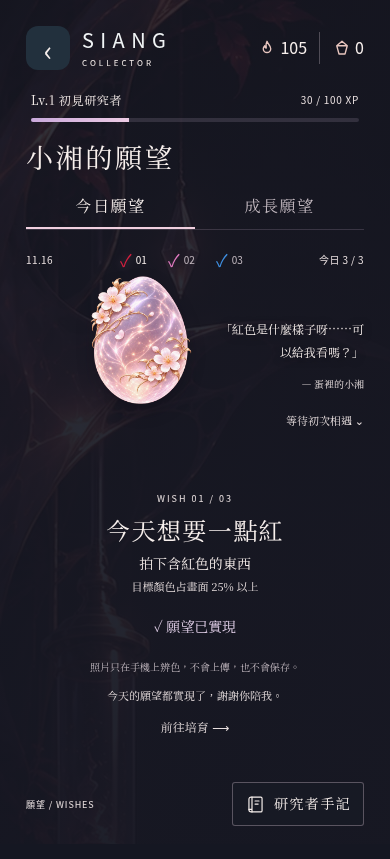 ‹
SIANG
COLLECTOR
105
0
Lv.1 初見研究者
30 / 100 XP
小湘的願望
今日願望
成長願望
11.16
✓ 01
✓ 02
✓ 03
今日 3 / 3
「紅色是什麼樣子呀⋯⋯可
以給我看嗎？」
— 蛋裡的小湘
等待初次相遇 ⌄
WISH 01 / 03
今天想要一點紅
拍下含紅色的東西
目標顏色占畫面 25% 以上
✓ 願望已實現
照片只在手機上辨色，不會上傳，也不會保存。
今天的願望都實現了，謝謝你陪我。
前往培育 ⟶
願望 / WISHES
研究者手記